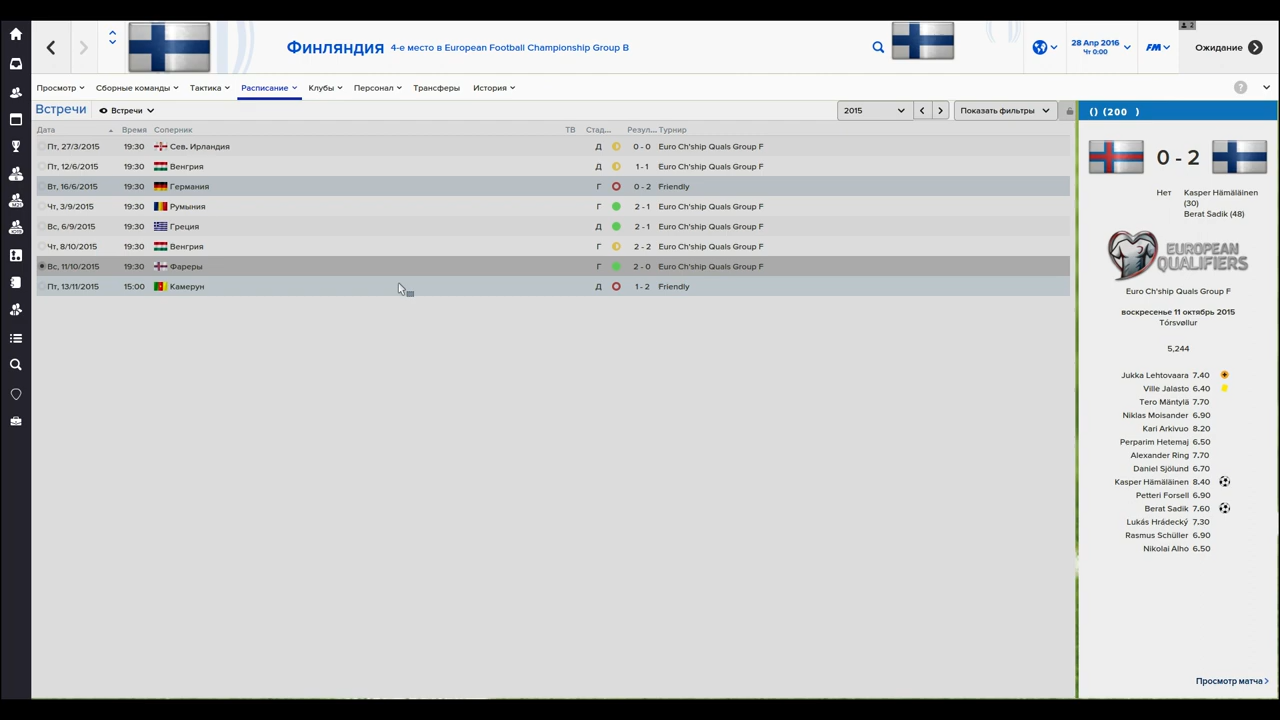 2
Финляндия 4-е место в European Football Championship Group B
28 Апр 2016
Чт 0:00
FM
Ожидание
Просмотр Сборные команды Тактика Расписание Клубы Персонал Трансферы История
?
Встречи Встречи 2015 Показать фильтры
Дата Время Соперник ТВ Стад... Резул... Турнир
Пт, 27/3/2015 19:30 Сев. Ирландия Д 0 - 0 Euro Ch'ship Quals Group F
Пт, 12/6/2015 19:30 Венгрия Д 1 - 1 Euro Ch'ship Quals Group F
Вт, 16/6/2015 19:30 Германия Г 0 - 2 Friendly
Чт, 3/9/2015 19:30 Румыния Г 2 - 1 Euro Ch'ship Quals Group F
Вс, 6/9/2015 19:30 Греция Д 2 - 1 Euro Ch'ship Quals Group F
Чт, 8/10/2015 19:30 Венгрия Г 2 - 2 Euro Ch'ship Quals Group F
Вс, 11/10/2015 19:30 Фареры Г 2 - 0 Euro Ch'ship Quals Group F
Пт, 13/11/2015 15:00 Камерун Д 1 - 2 Friendly
() (200 )
0 - 2
Нет Kasper Hämäläinen
(30)
Berat Sadik (48)
EUROPEAN
QUALIFIERS
Euro Ch'ship Quals Group F
воскресенье 11 октябрь 2015
Tórsvøllur
5,244
Jukka Lehtovaara 7.40
Ville Jalasto 6.40
Tero Mäntylä 7.70
Niklas Moisander 6.90
Kari Arkivuo 8.20
Perparim Hetemaj 6.50
Alexander Ring 7.70
Daniel Sjölund 6.70
Kasper Hämäläinen 8.40
Petteri Forsell 6.90
Berat Sadik 7.60
Lukás Hrádecký 7.30
Rasmus Schüller 6.90
Nikolai Alho 6.50
Просмотр матча